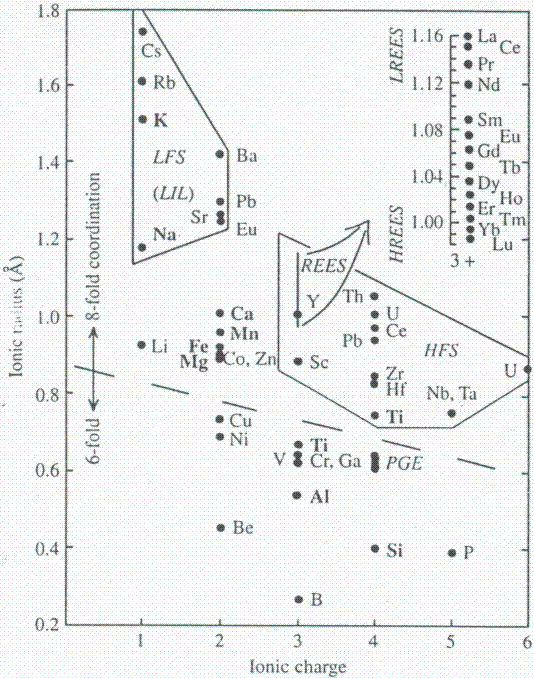 1.8
1.6
1.4
1.2
1.0
0.8
0.6
0.4
0.2
Ionic radius (Å)
8-fold coordination
6-fold
Cs
Rb
K
LFS
(LIL)
Na
Ba
Pb
Sr
Eu
Li
Ca
Mn
Fe
Mg
Co, Zn
Cu
Ni
Be
REES
Y
Sc
Ti
V
Cr, Ga
Al
B
Th
U
Ce
Pb
HFS
Zr
Hf
Ti
Nb, Ta
U
PGE
Si
P
LREES
HREES
1.16
1.12
1.08
1.04
1.00
3 +
La
Ce
Pr
Nd
Sm
Eu
Gd
Tb
Dy
Ho
Er
Tm
Yb
Lu
1
2
3
4
5
6
Ionic charge